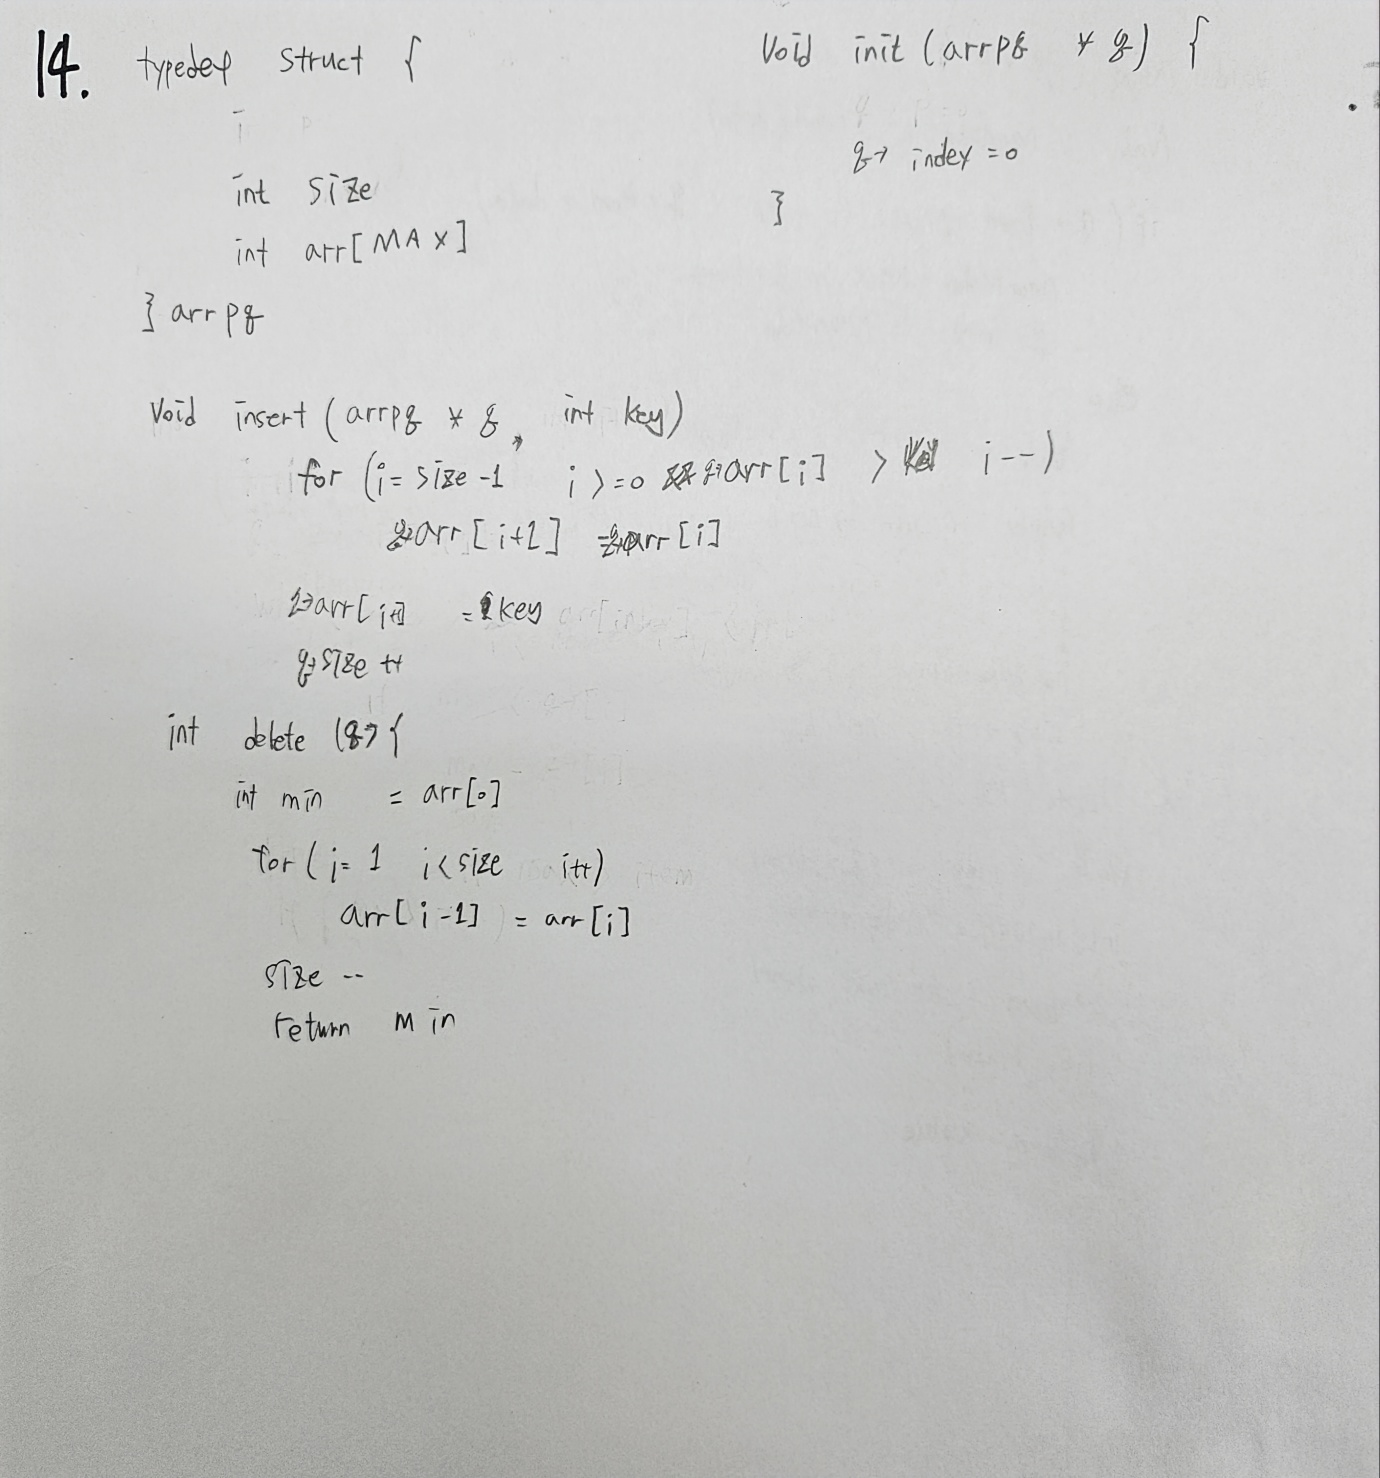 14. typedef struct {
int size
int arr[MAX]
} arrpq
void init (arrpq * q) {
q→ index = 0
}
void insert (arrpq * q, int key)
for (i = size -1 i >= 0 && q→arr[i] > key i--)
q→arr[i+1] = q→arr[i]
q→arr[i+1] = key
q→size ++
int delete (q→ {
int min = arr[0]
for ( i= 1 i< size i++)
arr[i-1] = arr[i]
size --
return min